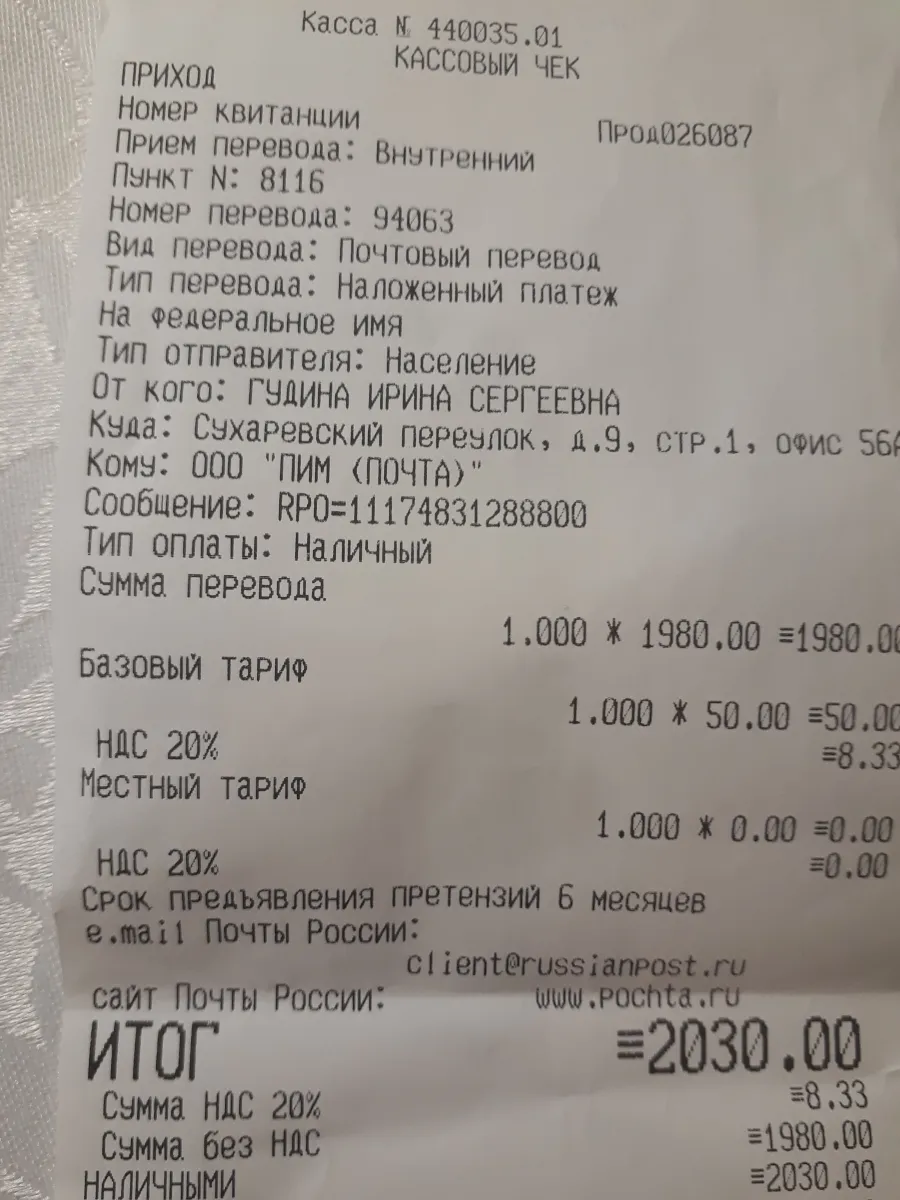 Касса № 440035.01
КАССОВЫЙ ЧЕК
ПРИХОД
Номер квитанции Прод026087
Прием перевода: Внутренний
Пункт N: 8116
Номер перевода: 94063
Вид перевода: Почтовый перевод
Тип перевода: Наложенный платеж
На федеральное имя
Тип отправителя: Население
От кого: ГУДИНА ИРИНА СЕРГЕЕВНА
Куда: Сухаревский переулок, д.9, стр.1, офис 56А
Кому: ООО "ПИМ (ПОЧТА)"
Сообщение: RPO=11174831288800
Тип оплаты: Наличный
Сумма перевода
1.000 * 1980.00 ≡1980.00
Базовый тариф
1.000 * 50.00 ≡50.00
НДС 20% ≡8.33
Местный тариф
1.000 * 0.00 ≡0.00
НДС 20% ≡0.00
Срок предъявления претензий 6 месяцев
e.mail Почты России:
client@russianpost.ru
сайт Почты России: www.pochta.ru
ИТОГ ≡2030.00
Сумма НДС 20% ≡8.33
Сумма без НДС ≡1980.00
НАЛИЧНЫМИ ≡2030.00